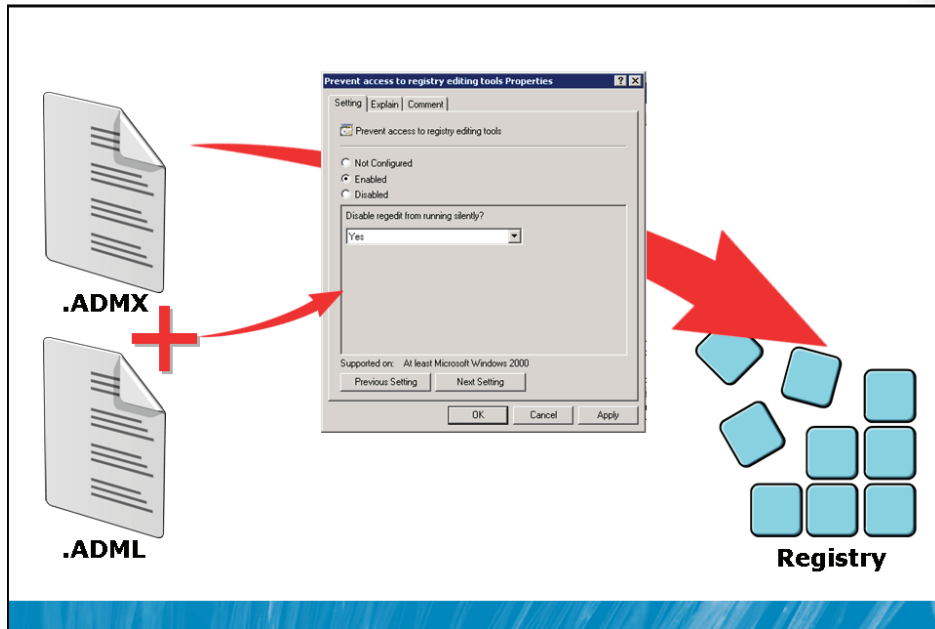 Prevent access to registry editing tools Properties
Setting Explain Comment
Prevent access to registry editing tools
Not Configured
Enabled
Disabled
Disable regedit from running silently?
Yes
Supported on: At least Microsoft Windows 2000
Previous Setting Next Setting
OK Cancel Apply
.ADMX
.ADML
Registry